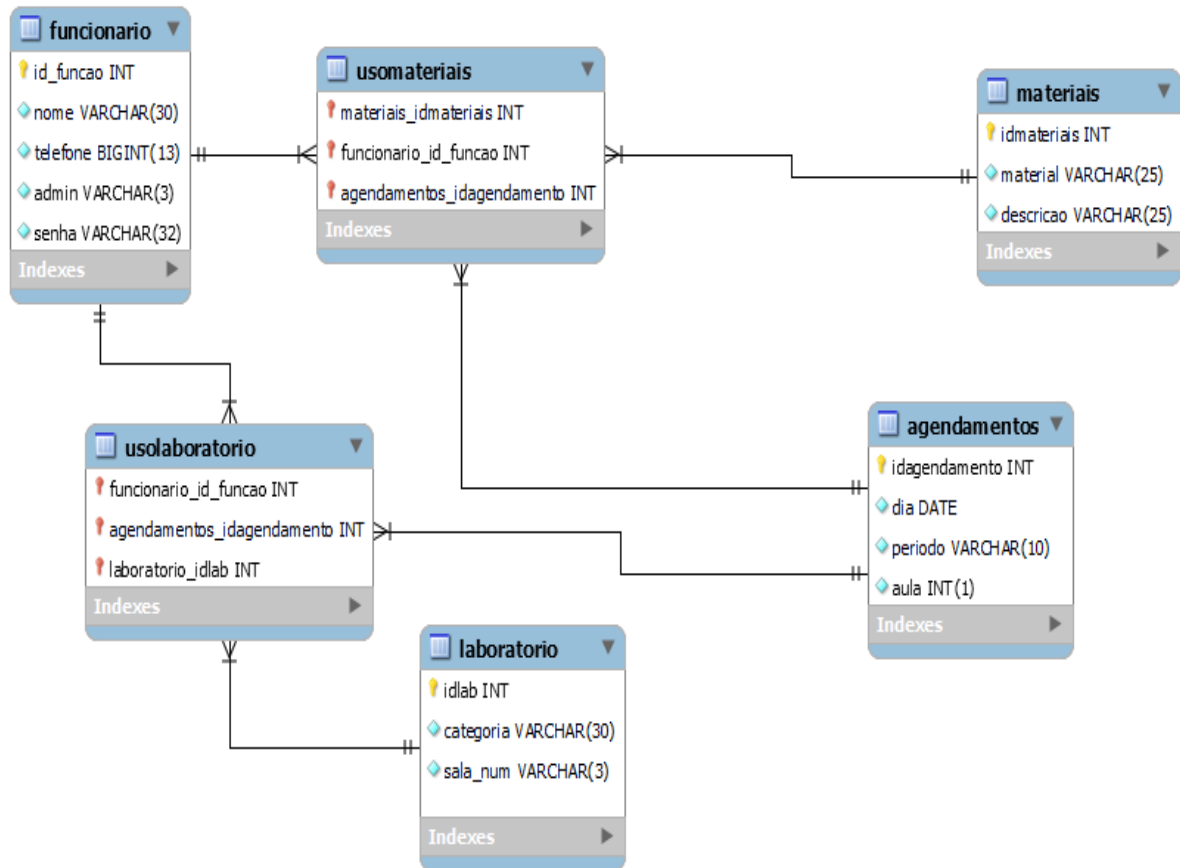 funcionario
id_funcao INT
nome VARCHAR(30)
telefone BIGINT(13)
admin VARCHAR(3)
senha VARCHAR(32)
Indexes
usomateriais
materiais_idmateriais INT
funcionario_id_funcao INT
agendamentos_idagendamento INT
Indexes
materiais
idmateriais INT
material VARCHAR(25)
descricao VARCHAR(25)
Indexes
usolaboratorio
funcionario_id_funcao INT
agendamentos_idagendamento INT
laboratorio_idlab INT
Indexes
agendamentos
idagendamento INT
dia DATE
periodo VARCHAR(10)
aula INT(1)
Indexes
laboratorio
idlab INT
categoria VARCHAR(30)
sala_num VARCHAR(3)
Indexes